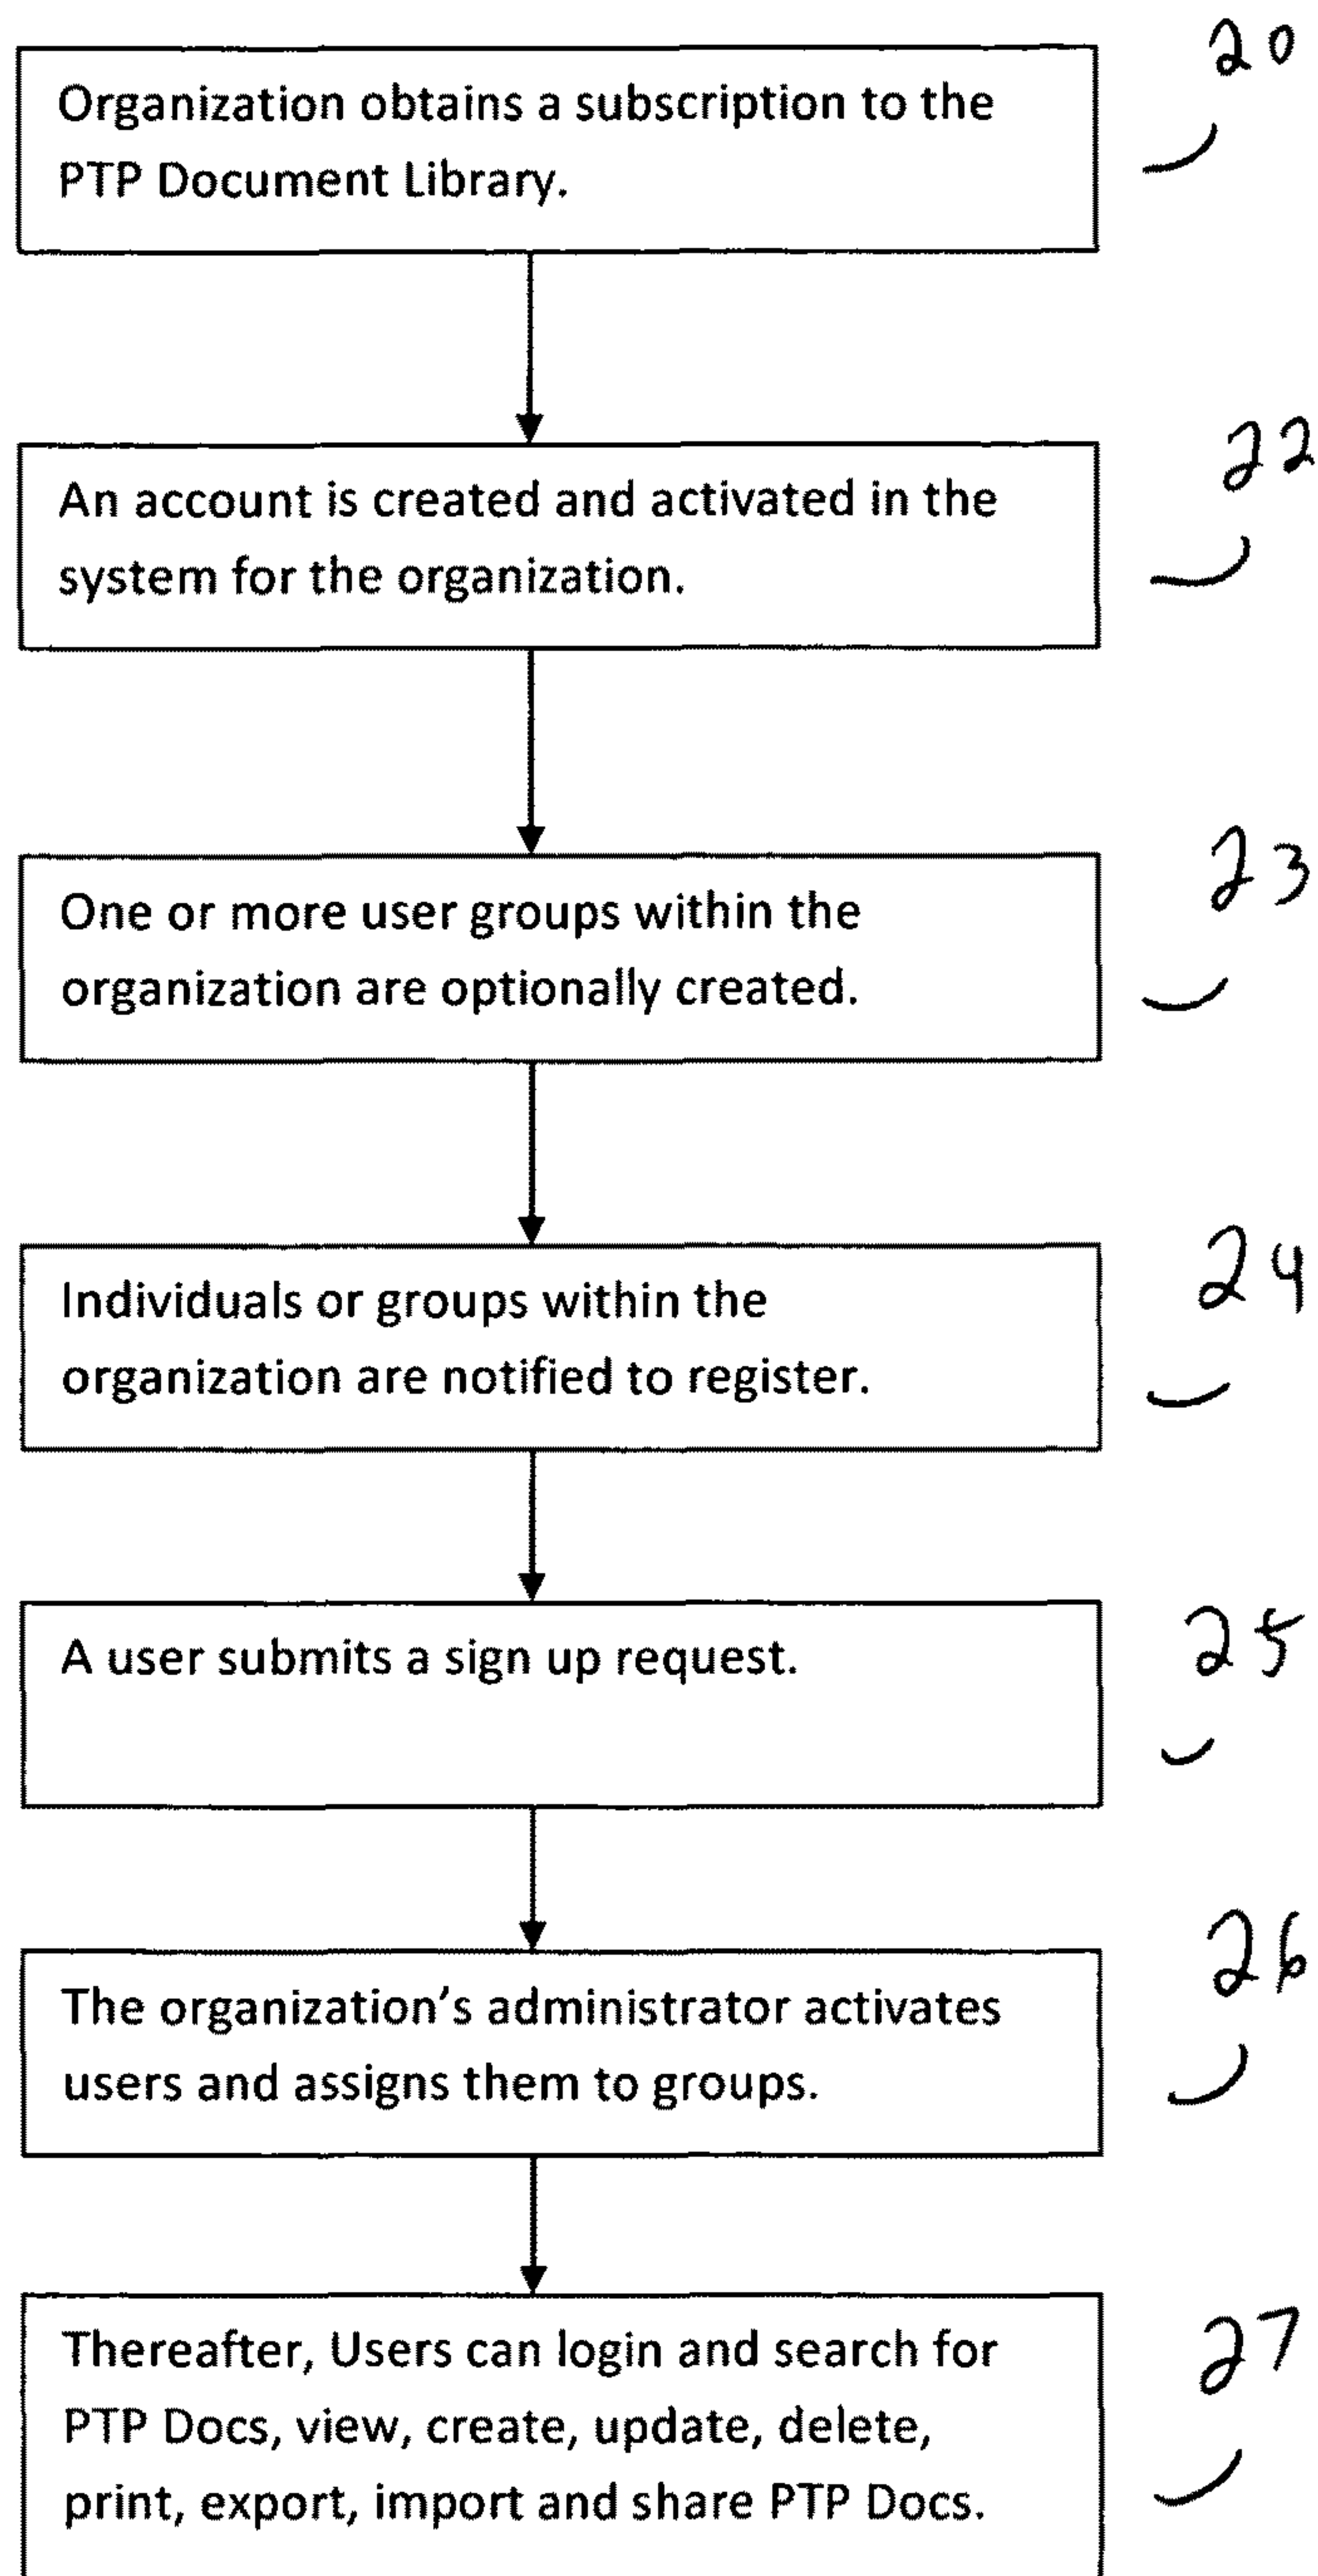 20
Organization obtains a subscription to the
PTP Document Library.
22
An account is created and activated in the
system for the organization.
23
One or more user groups within the
organization are optionally created.
24
Individuals or groups within the
organization are notified to register.
25
A user submits a sign up request.
26
The organization's administrator activates
users and assigns them to groups.
27
Thereafter, Users can login and search for
PTP Docs, view, create, update, delete,
print, export, import and share PTP Docs.